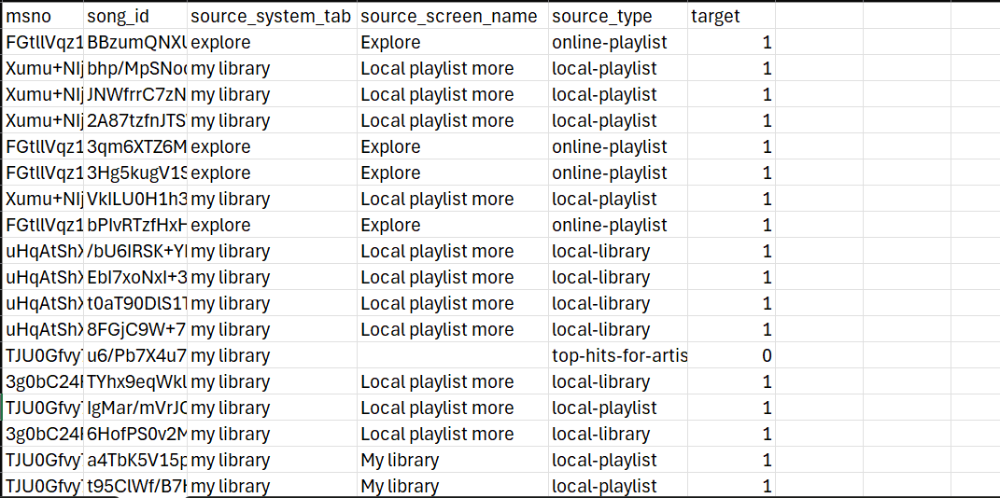 msno song_id source_system_tab source_screen_name source_type target
FGtllVqz1 BBzumQNXU explore Explore online-playlist 1
Xumu+NIj bhp/MpSNo my library Local playlist more local-playlist 1
Xumu+NIj JNWfrrC7zN my library Local playlist more local-playlist 1
Xumu+NIj 2A87tzfnJTS my library Local playlist more local-playlist 1
FGtllVqz1 3qm6XTZ6M explore Explore online-playlist 1
FGtllVqz1 3Hg5kugV1S explore Explore online-playlist 1
Xumu+NIj VkILU0H1h3 my library Local playlist more local-playlist 1
FGtllVqz1 bPIvRTzfHxH explore Explore online-playlist 1
uHqAtShX /bU6IRSK+Y my library Local playlist more local-library 1
uHqAtShX EbI7xoNxI+3 my library Local playlist more local-library 1
uHqAtShX t0aT90DlS1T my library Local playlist more local-library 1
uHqAtShX 8FGjC9W+7 my library Local playlist more local-library 1
TJU0Gfvy u6/Pb7X4u7 my library top-hits-for-artis 0
3g0bC24 TYhx9eqWkL my library Local playlist more local-library 1
TJU0Gfvy IgMar/mVrJC my library Local playlist more local-playlist 1
3g0bC24 6HofPS0v2M my library Local playlist more local-library 1
TJU0Gfvy a4TbK5V15p my library My library local-playlist 1
TJU0Gfvy t95ClWf/B7 my library My library local-playlist 1